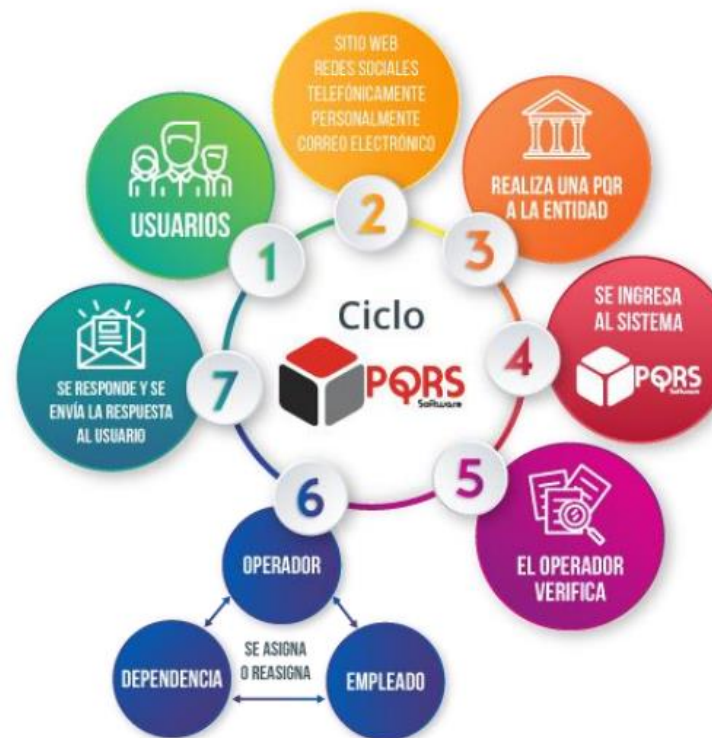 1
USUARIOS
2
SITIO WEB
REDES SOCIALES
TELEFÓNICAMENTE
PERSONALMENTE
CORREO ELECTRÓNICO
3
REALIZA UNA PQR
A LA ENTIDAD
4
SE INGRESA
AL SISTEMA
PQRS
Software
5
EL OPERADOR
VERIFICA
6
OPERADOR
SE ASIGNA
O REASIGNA
DEPENDENCIA
EMPLEADO
7
SE RESPONDE Y SE
ENVÍA LA RESPUESTA
AL USUARIO
Ciclo
PQRS
Software